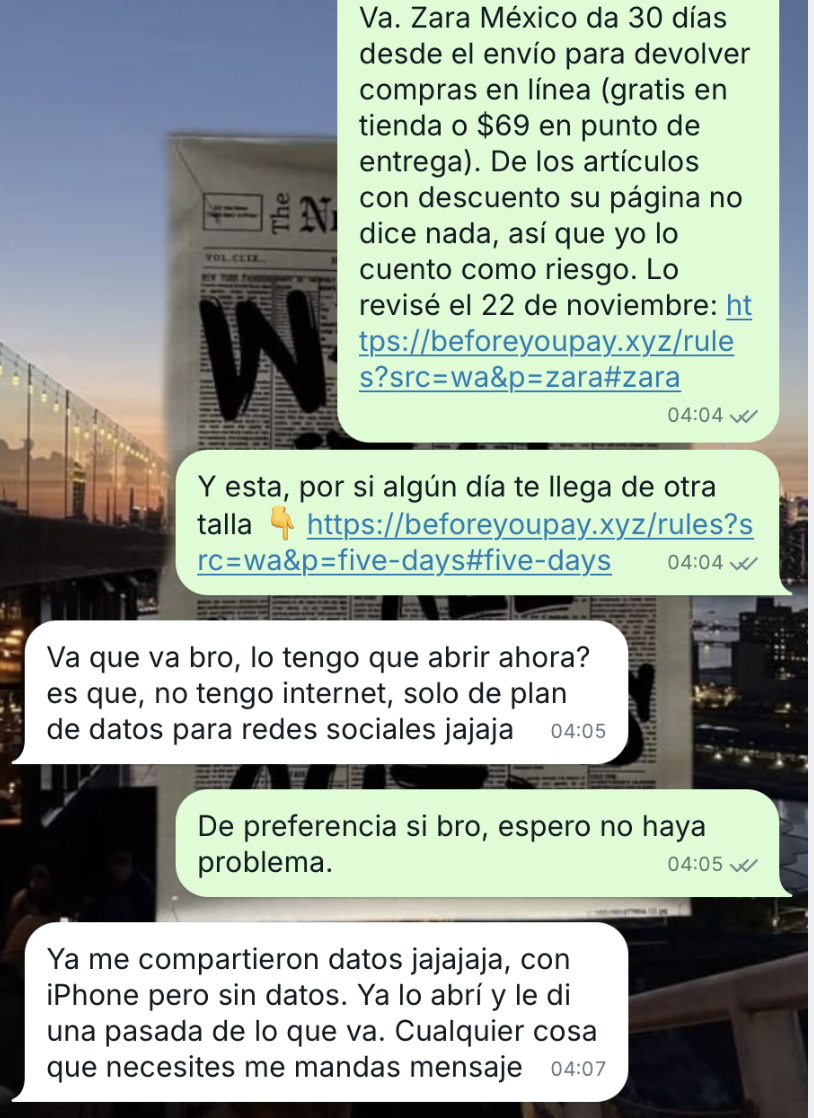 Va. Zara México da 30 días
desde el envío para devolver
compras en línea (gratis en
tienda o $69 en punto de
entrega). De los artículos
con descuento su página no
dice nada, así que yo lo
cuento como riesgo. Lo
revisé el 22 de noviembre: ht
tps://beforeyoupay.xyz/rule
s?src=wa&p=zara#zara
04:04
The
VOL.CLIX..
Y esta, por si algún día te llega de otra
talla 👇 https://beforeyoupay.xyz/rules?s
rc=wa&p=five-days#five-days 04:04
Va que va bro, lo tengo que abrir ahora?
es que, no tengo internet, solo de plan
de datos para redes sociales jajaja 04:05
De preferencia si bro, espero no haya
problema. 04:05
Ya me compartieron datos jajajaja, con
iPhone pero sin datos. Ya lo abrí y le di
una pasada de lo que va. Cualquier cosa
que necesites me mandas mensaje 04:07